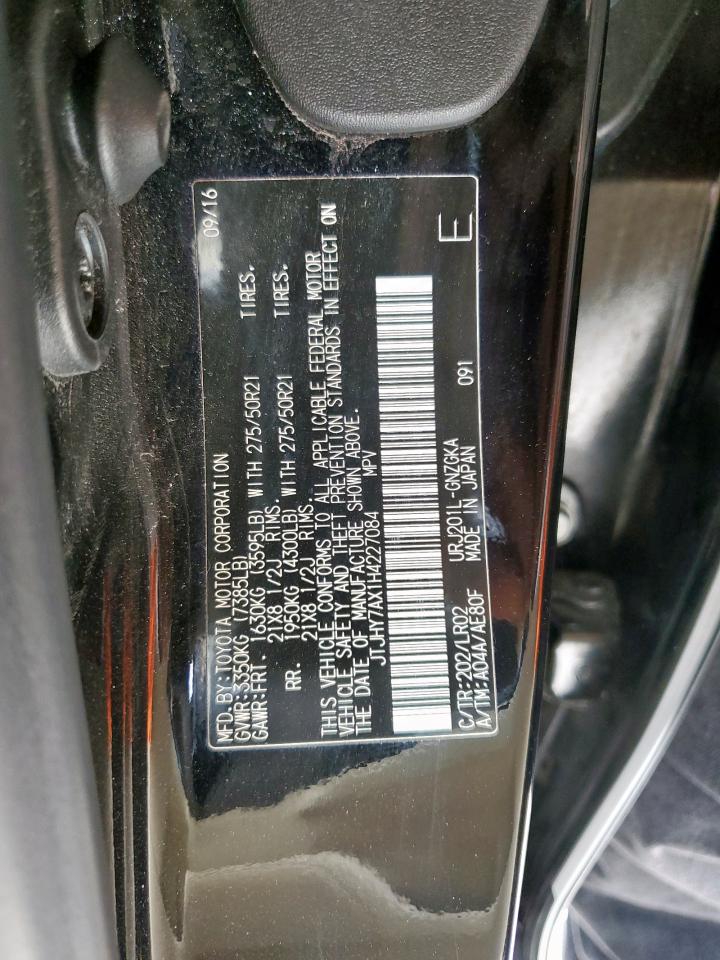 MFD. BY:TOYOTA MOTOR CORPORATION 09/16
GVWR:3350KG (7385LB)
GAWR:FRT. 1630KG (3595LB) WITH 275/50R21 TIRES.
21X8 1/2J RIMS.
RR. 1950KG (4300LB) WITH 275/50R21 TIRES.
21X8 1/2J RIMS.
THIS VEHICLE CONFORMS TO ALL APPLICABLE FEDERAL MOTOR
VEHICLE SAFETY AND THEFT PREVENTION STANDARDS IN EFFECT ON
THE DATE OF MANUFACTURE SHOWN ABOVE.
JTJHY7AX1H4227084 MPV
C/TR:202/LR02 URJ201L-GNZGKA 091 E
A/TM:A04A/AE80F MADE IN JAPAN